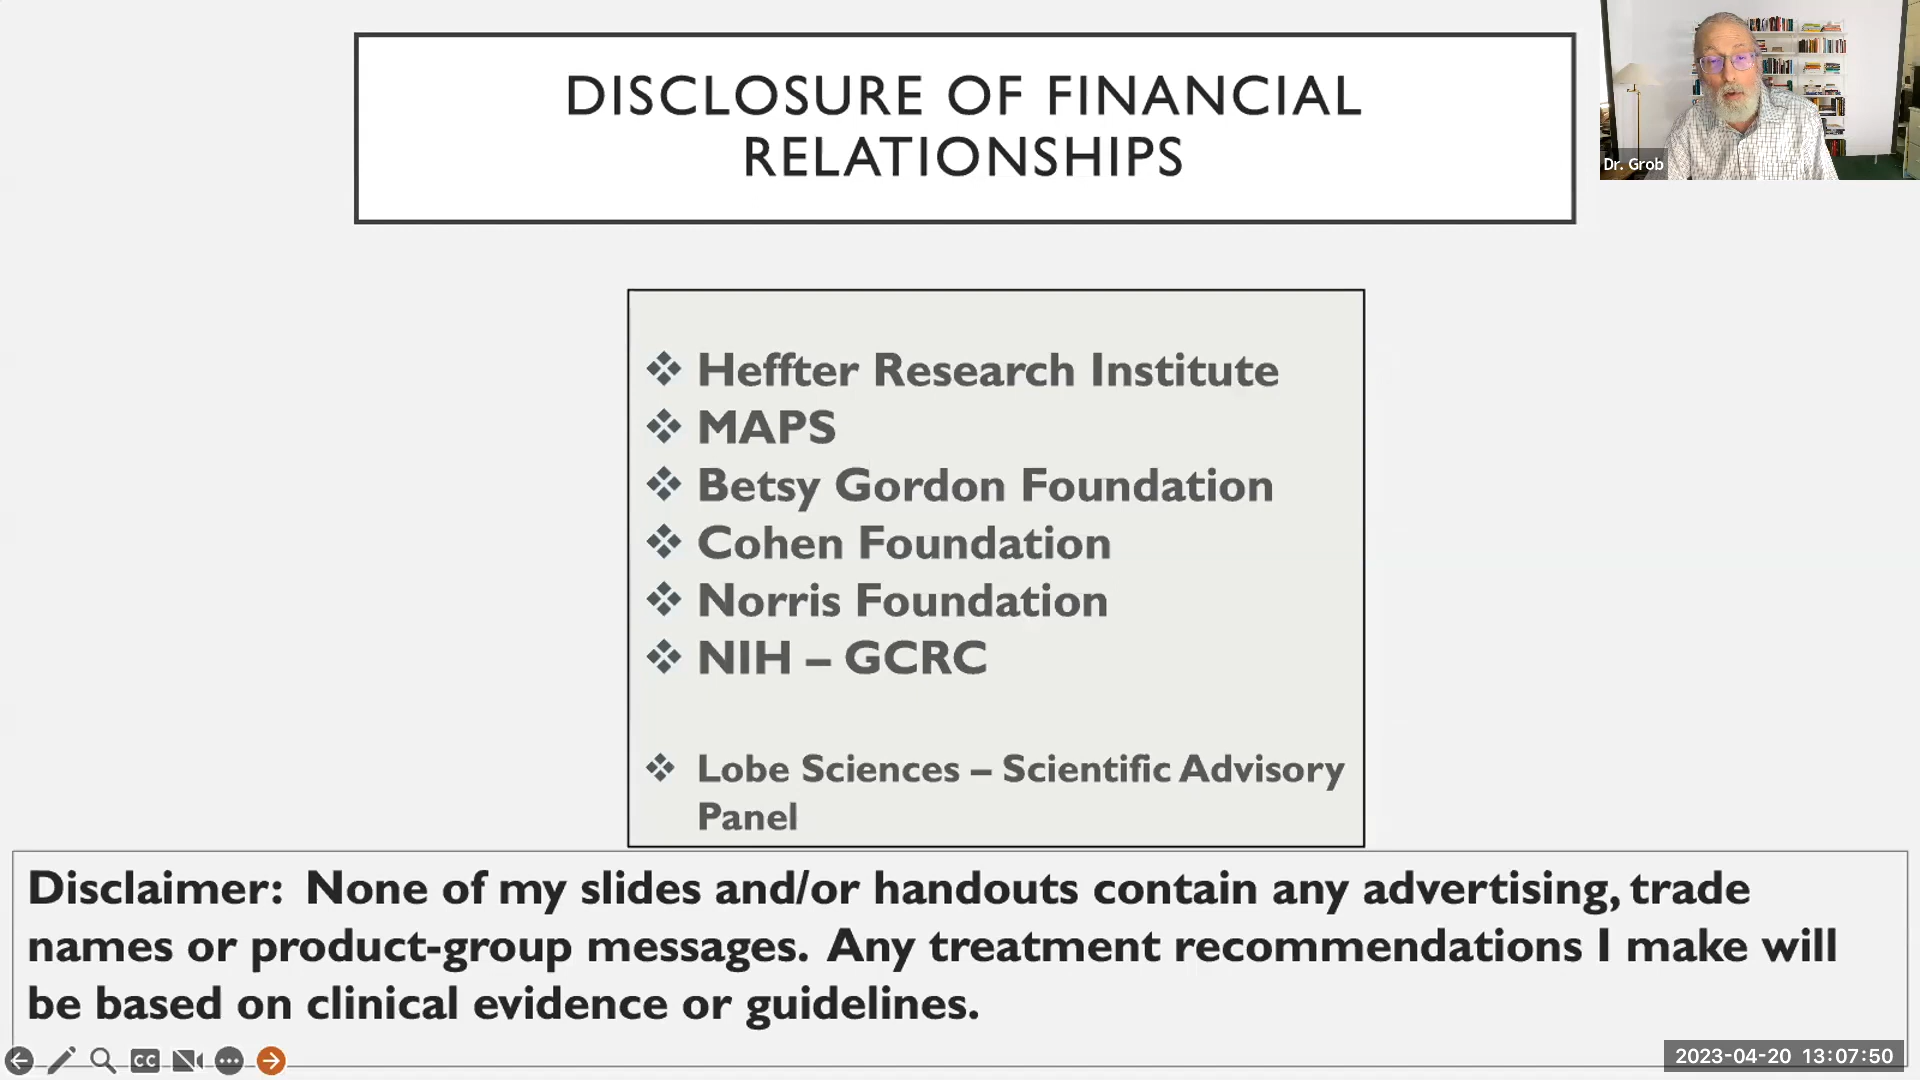 DISCLOSURE OF FINANCIAL
RELATIONSHIPS
Dr. Grob
❖ Heffter Research Institute
❖ MAPS
❖ Betsy Gordon Foundation
❖ Cohen Foundation
❖ Norris Foundation
❖ NIH – GCRC
❖ Lobe Sciences – Scientific Advisory
Panel
Disclaimer: None of my slides and/or handouts contain any advertising, trade
names or product-group messages. Any treatment recommendations I make will
be based on clinical evidence or guidelines.
CC
2023-04-20 13:07:50